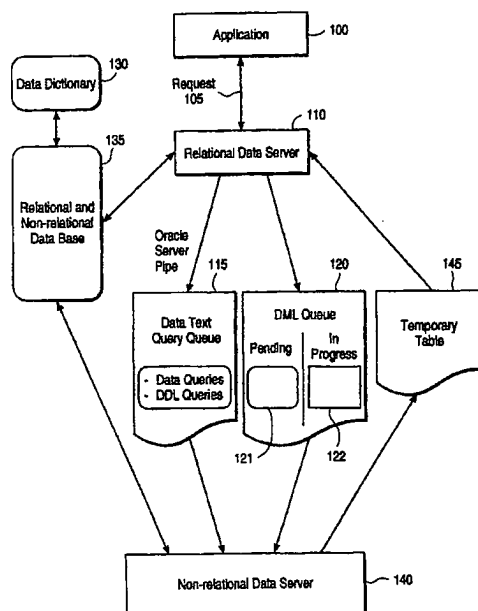 100
Application
130
Data Dictionary
Request
105
110
135
Relational Data Server
Relational and
Non-relational
Data Base
Oracle
Server
Pipe
115
120
145
Data Text
Query Queue
DML Queue
Temporary
Table
Pending
In
Progress
- Data Queries
- DDL Queries
121
122
Non-relational Data Server
140